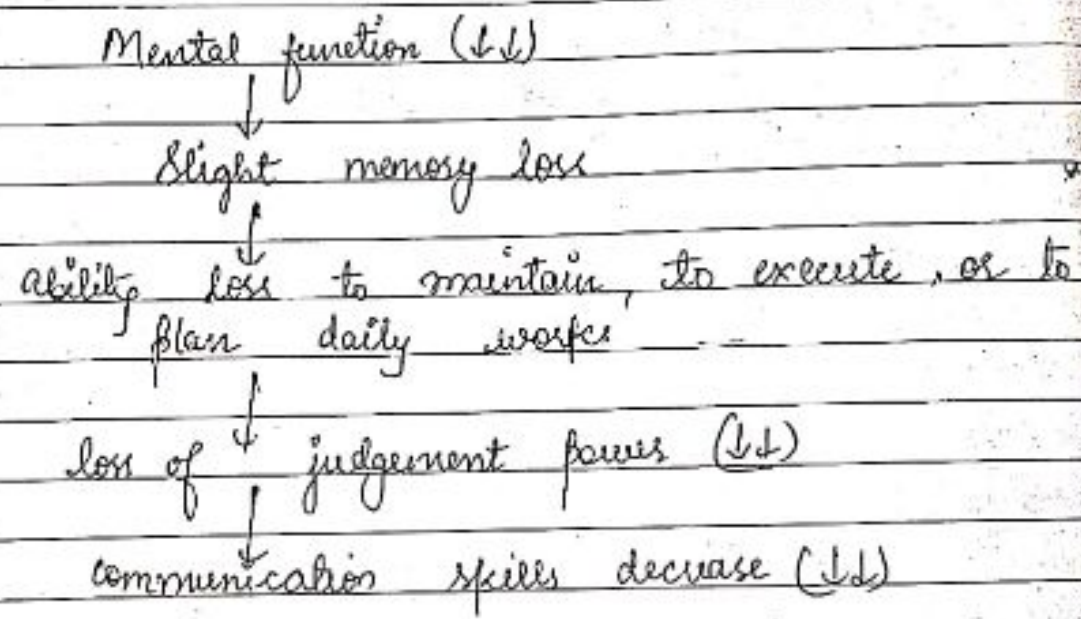 Mental function (↓↓)
↓
Slight memory loss
↓
ability loss to maintain, to execute, or to
plan daily works
↓
loss of judgement powers (↓↓)
↓
communication skills decrease (↓↓)